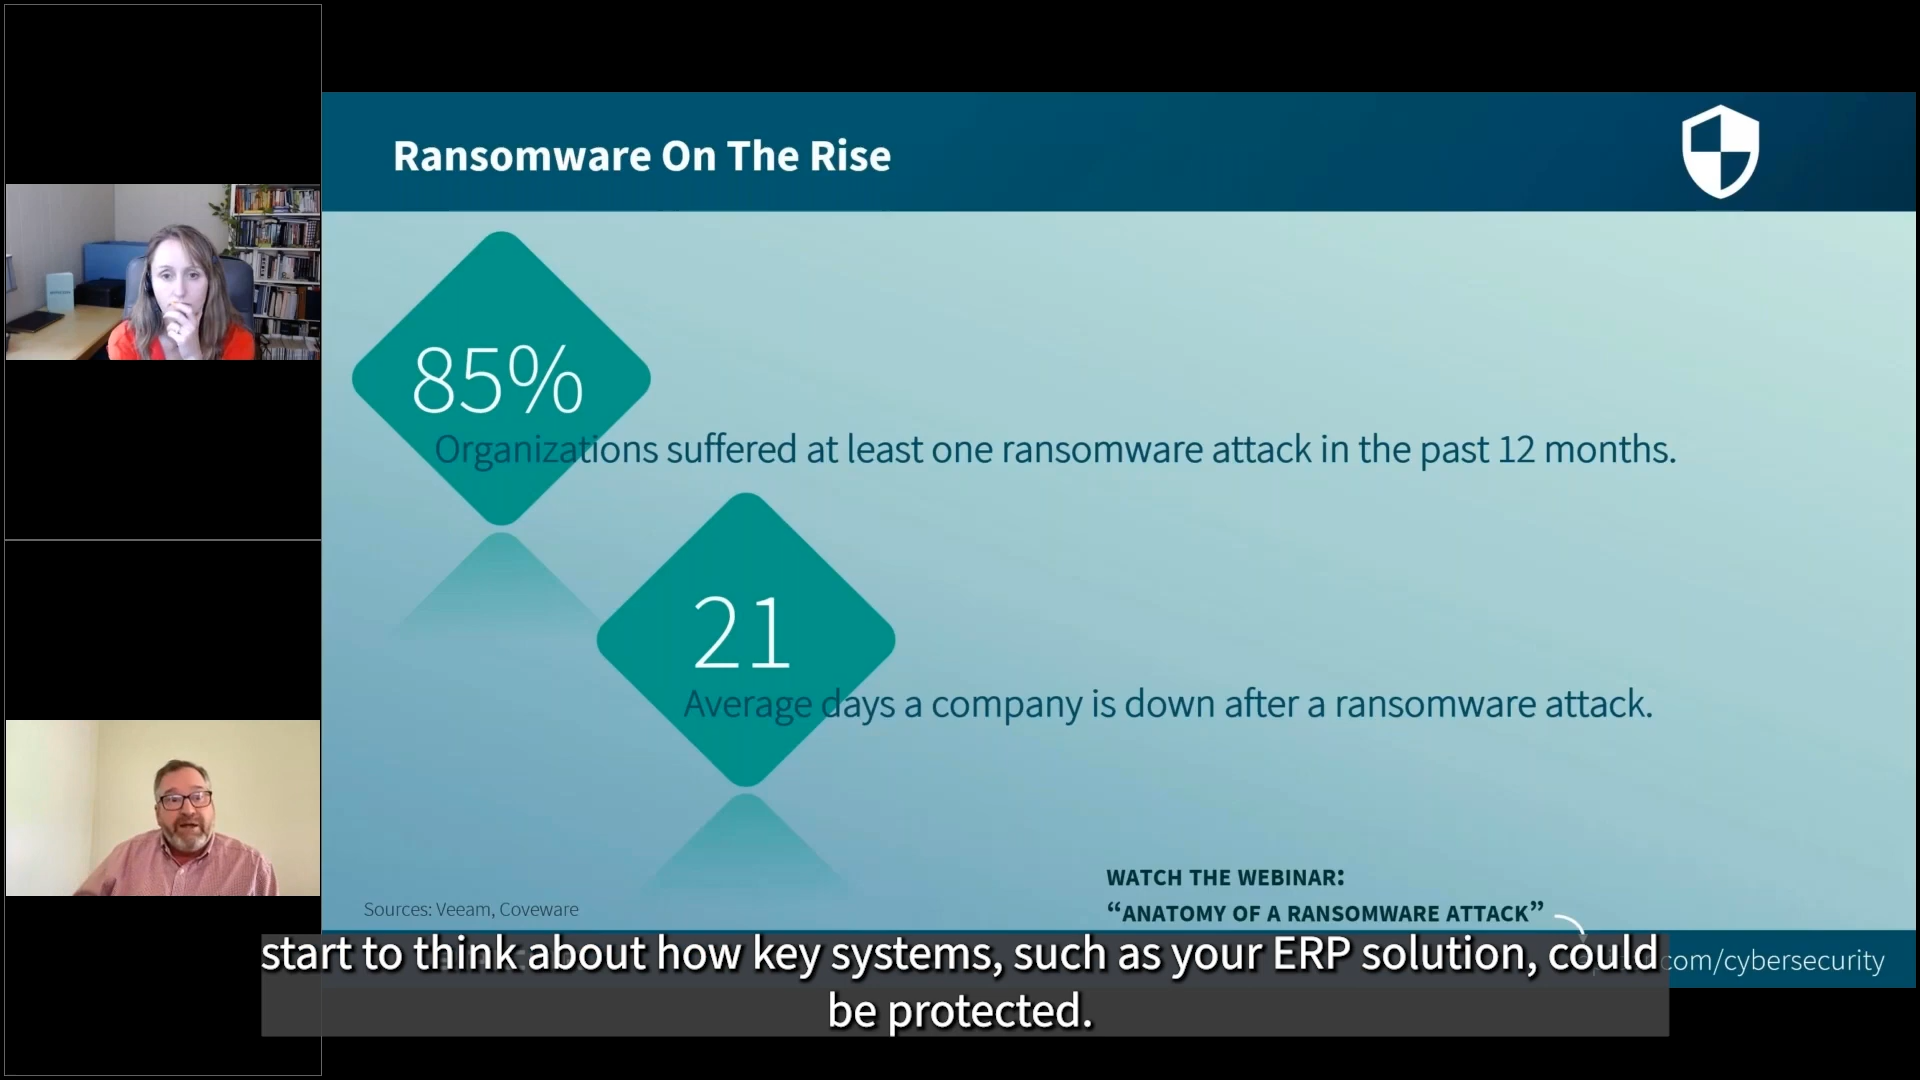 Ransomware On The Rise
85%
Organizations suffered at least one ransomware attack in the past 12 months.
21
Average days a company is down after a ransomware attack.
WATCH THE WEBINAR:
“ANATOMY OF A RANSOMWARE ATTACK”
Sources: Veeam, Coveware
com/cybersecurity
start to think about how key systems, such as your ERP solution, could
be protected.